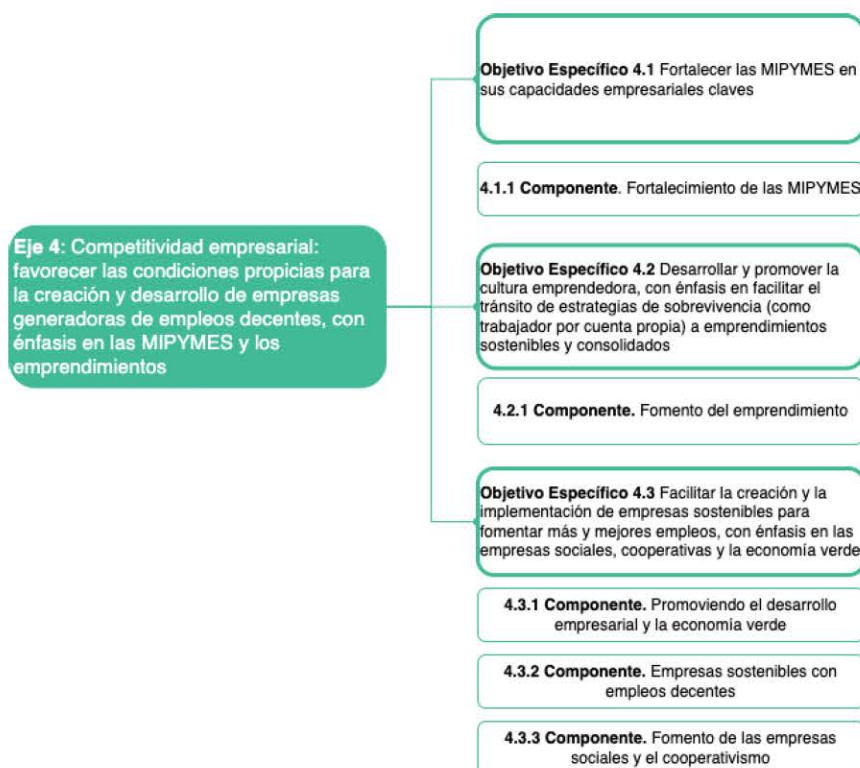 Eje 4: Competitividad empresarial:
favorecer las condiciones propicias para
la creación y desarrollo de empresas
generadoras de empleos decentes, con
énfasis en las MIPYMES y los
emprendimientos
Objetivo Específico 4.1 Fortalecer las MIPYMES en
sus capacidades empresariales claves
4.1.1 Componente. Fortalecimiento de las MIPYMES
Objetivo Específico 4.2 Desarrollar y promover la
cultura emprendedora, con énfasis en facilitar el
tránsito de estrategias de sobrevivencia (como
trabajador por cuenta propia) a emprendimientos
sostenibles y consolidados
4.2.1 Componente. Fomento del emprendimiento
Objetivo Específico 4.3 Facilitar la creación y la
implementación de empresas sostenibles para
fomentar más y mejores empleos, con énfasis en las
empresas sociales, cooperativas y la economía verde
4.3.1 Componente. Promoviendo el desarrollo
empresarial y la economía verde
4.3.2 Componente. Empresas sostenibles con
empleos decentes
4.3.3 Componente. Fomento de las empresas
sociales y el cooperativismo